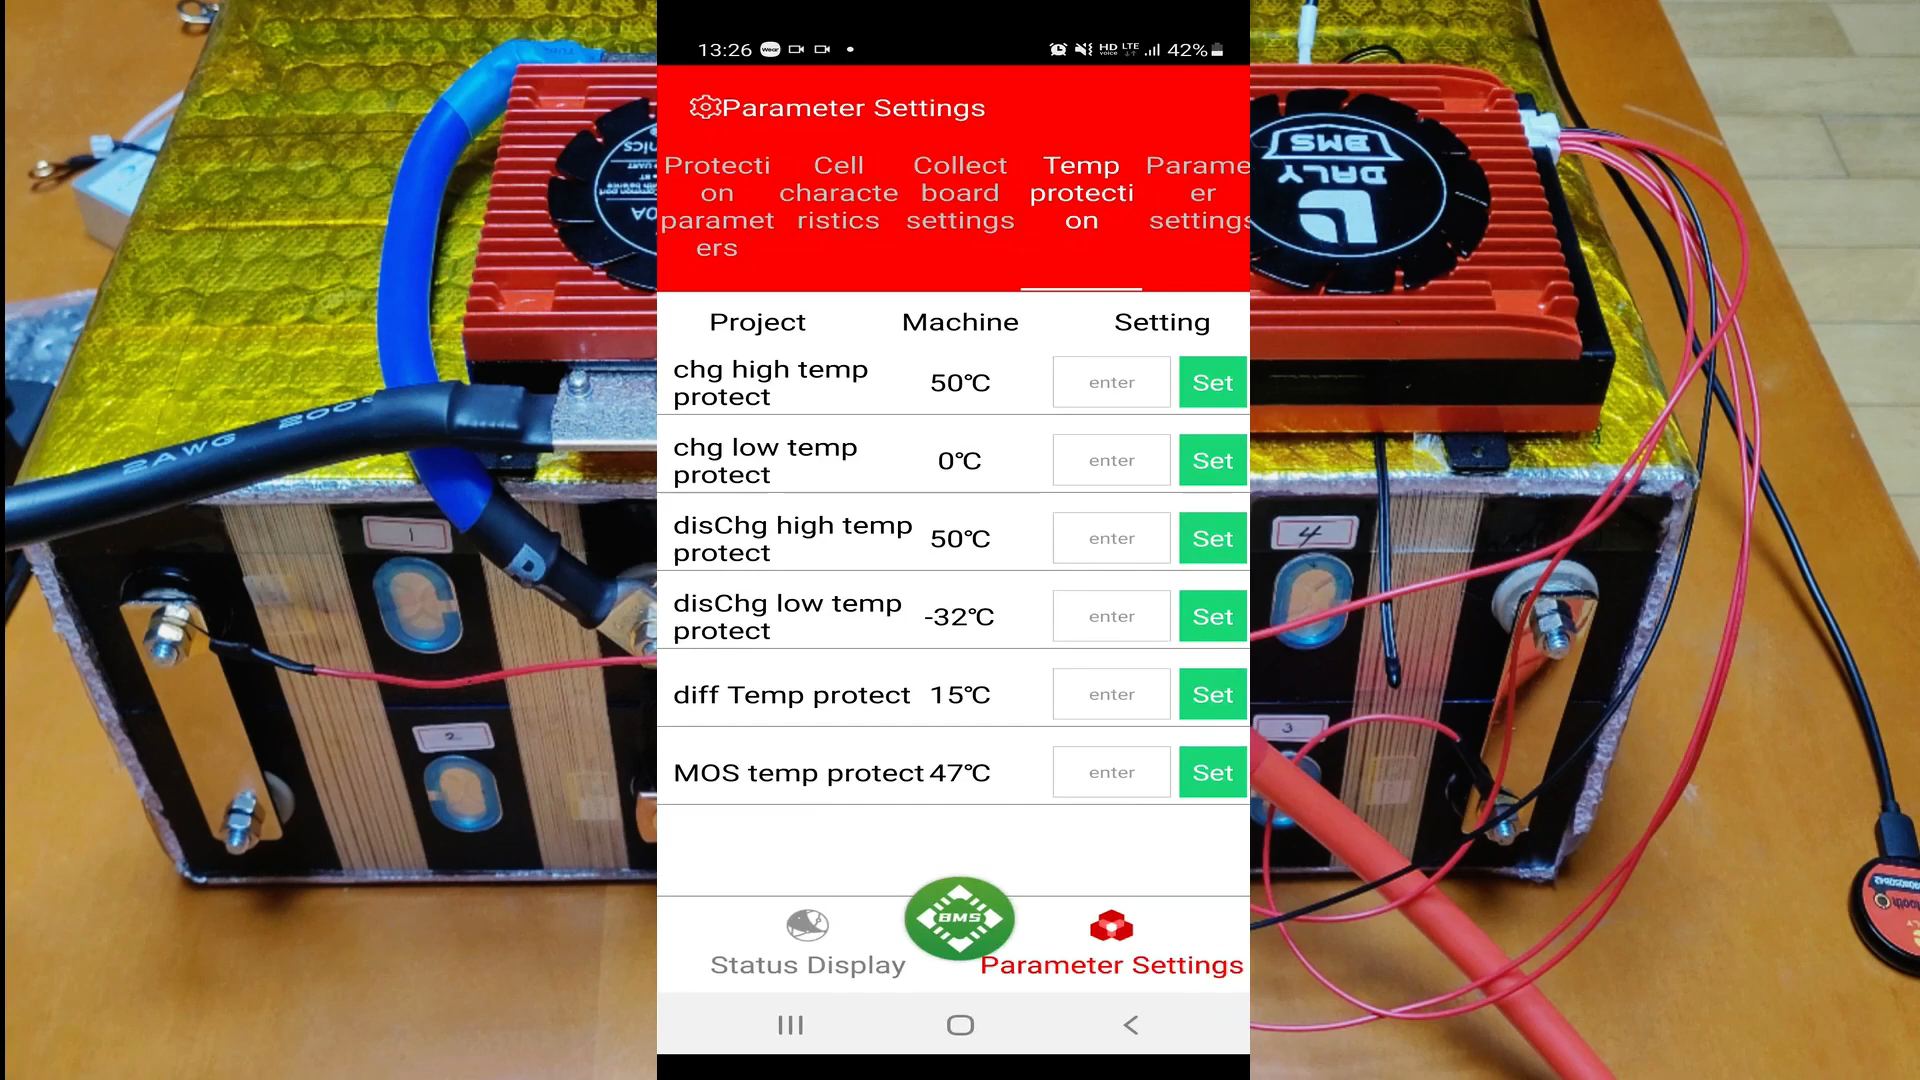 13:26
HD voice LTE 42%
Parameter Settings
Protecti
on
paramet
ers
Cell
characte
ristics
Collect
board
settings
Temp
protecti
on
Parame
er
settings
Project Machine Setting
chg high temp
protect
50℃ enter Set
chg low temp
protect
0℃ enter Set
disChg high temp
protect
50℃ enter Set
disChg low temp
protect
-32℃ enter Set
diff Temp protect 15℃ enter Set
MOS temp protect 47℃ enter Set
BMS
Status Display
Parameter Settings
2AWG 200
1
2
4
3
DALY
BMS